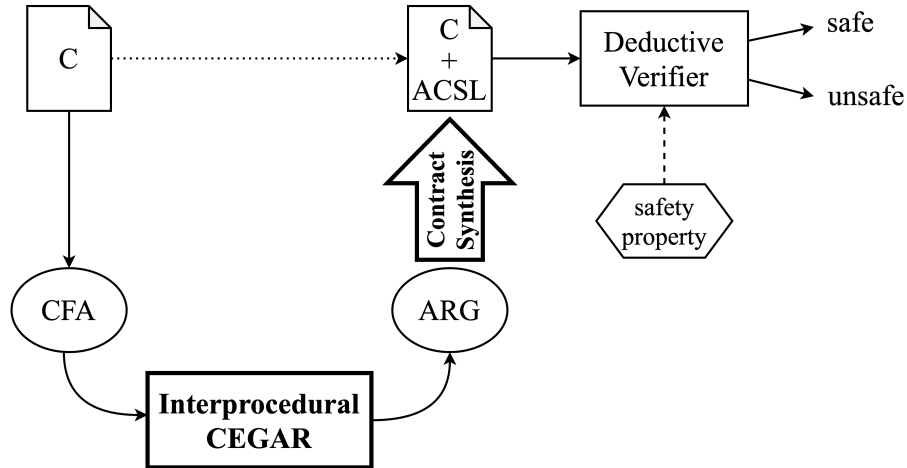 C
C
+
ACSL
Deductive
Verifier
safe
unsafe
Contract
Synthesis
safety
property
CFA
ARG
Interprocedural
CEGAR